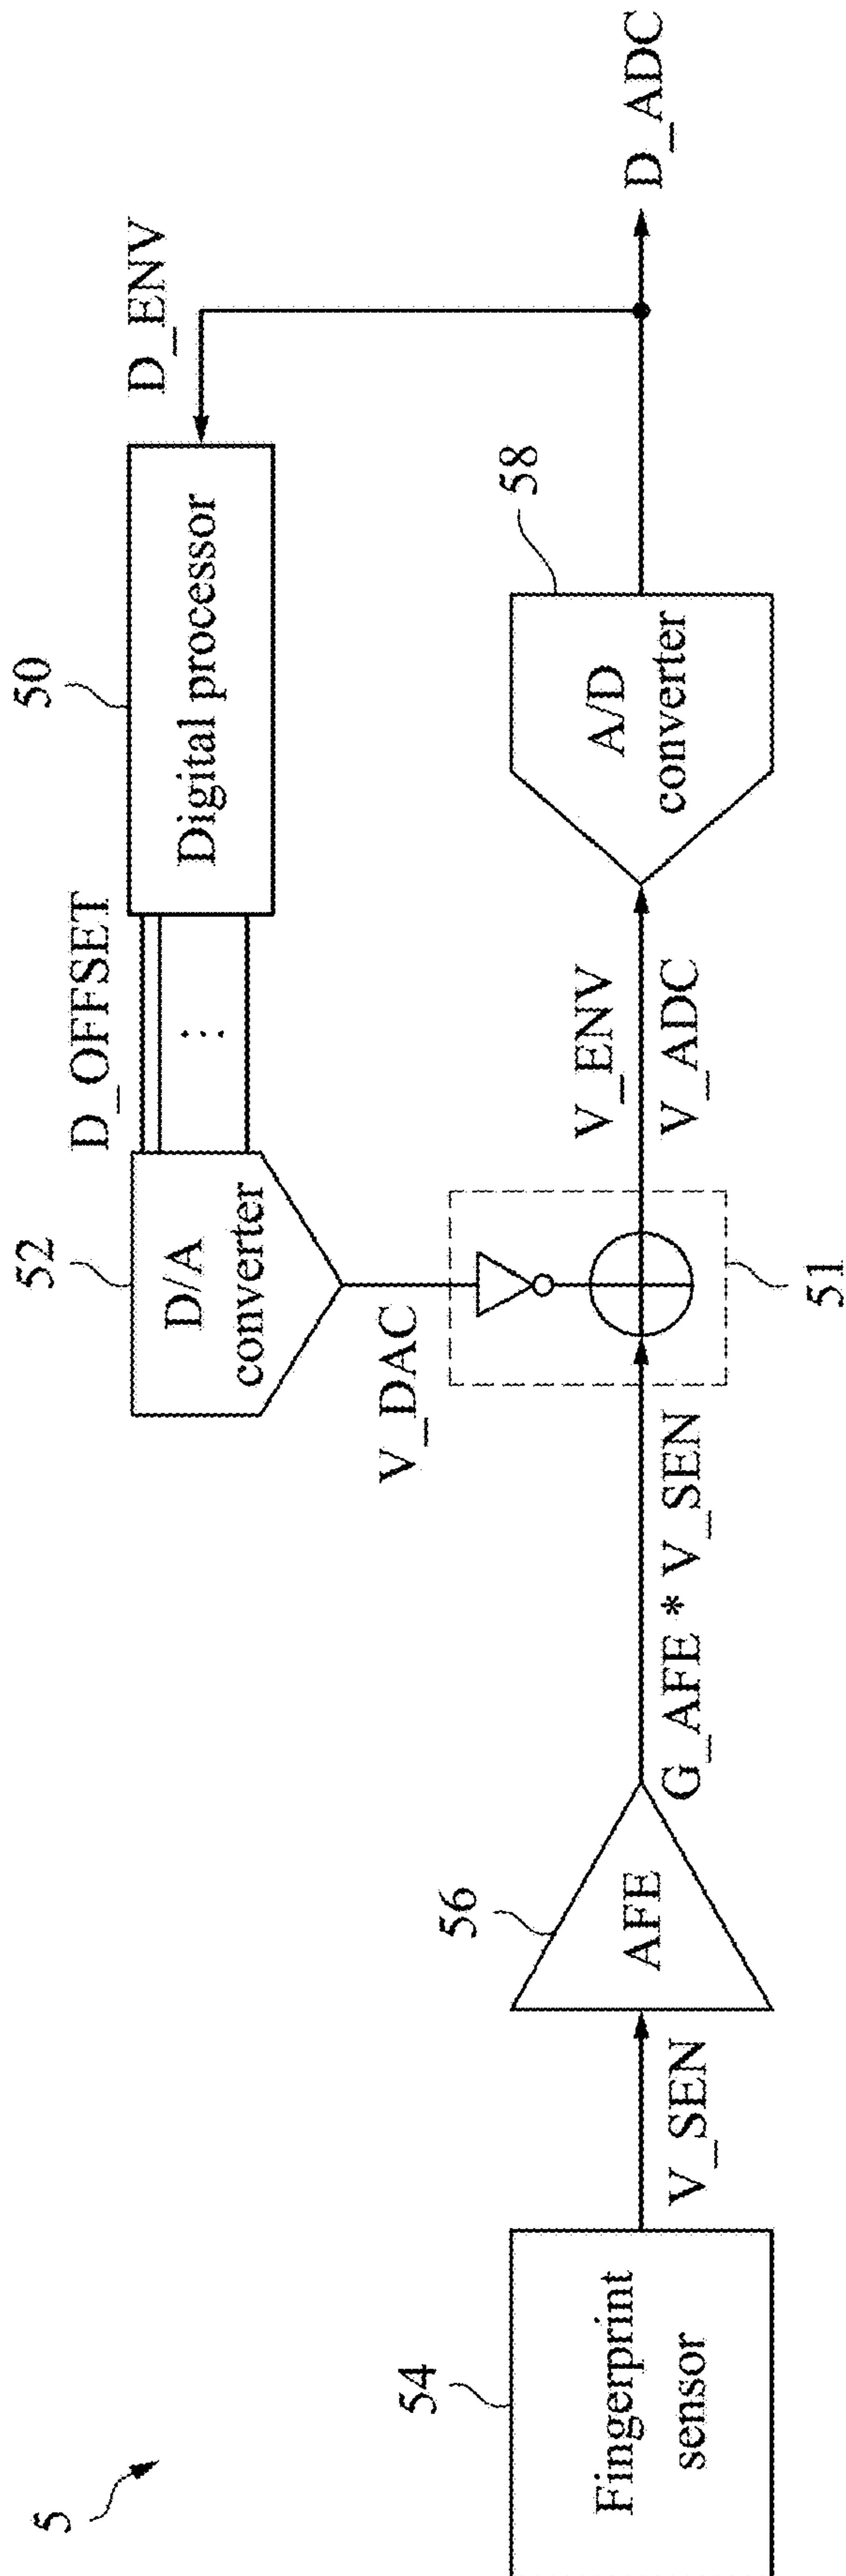 5
54
Fingerprint
sensor
V_SEN
56
AFE
G_AFE * V_SEN
52
D/A
converter
V_DAC
51
D_OFFSET
⋮
50
Digital processor
V_ENV
V_ADC
58
A/D
converter
D_ENV
D_ADC